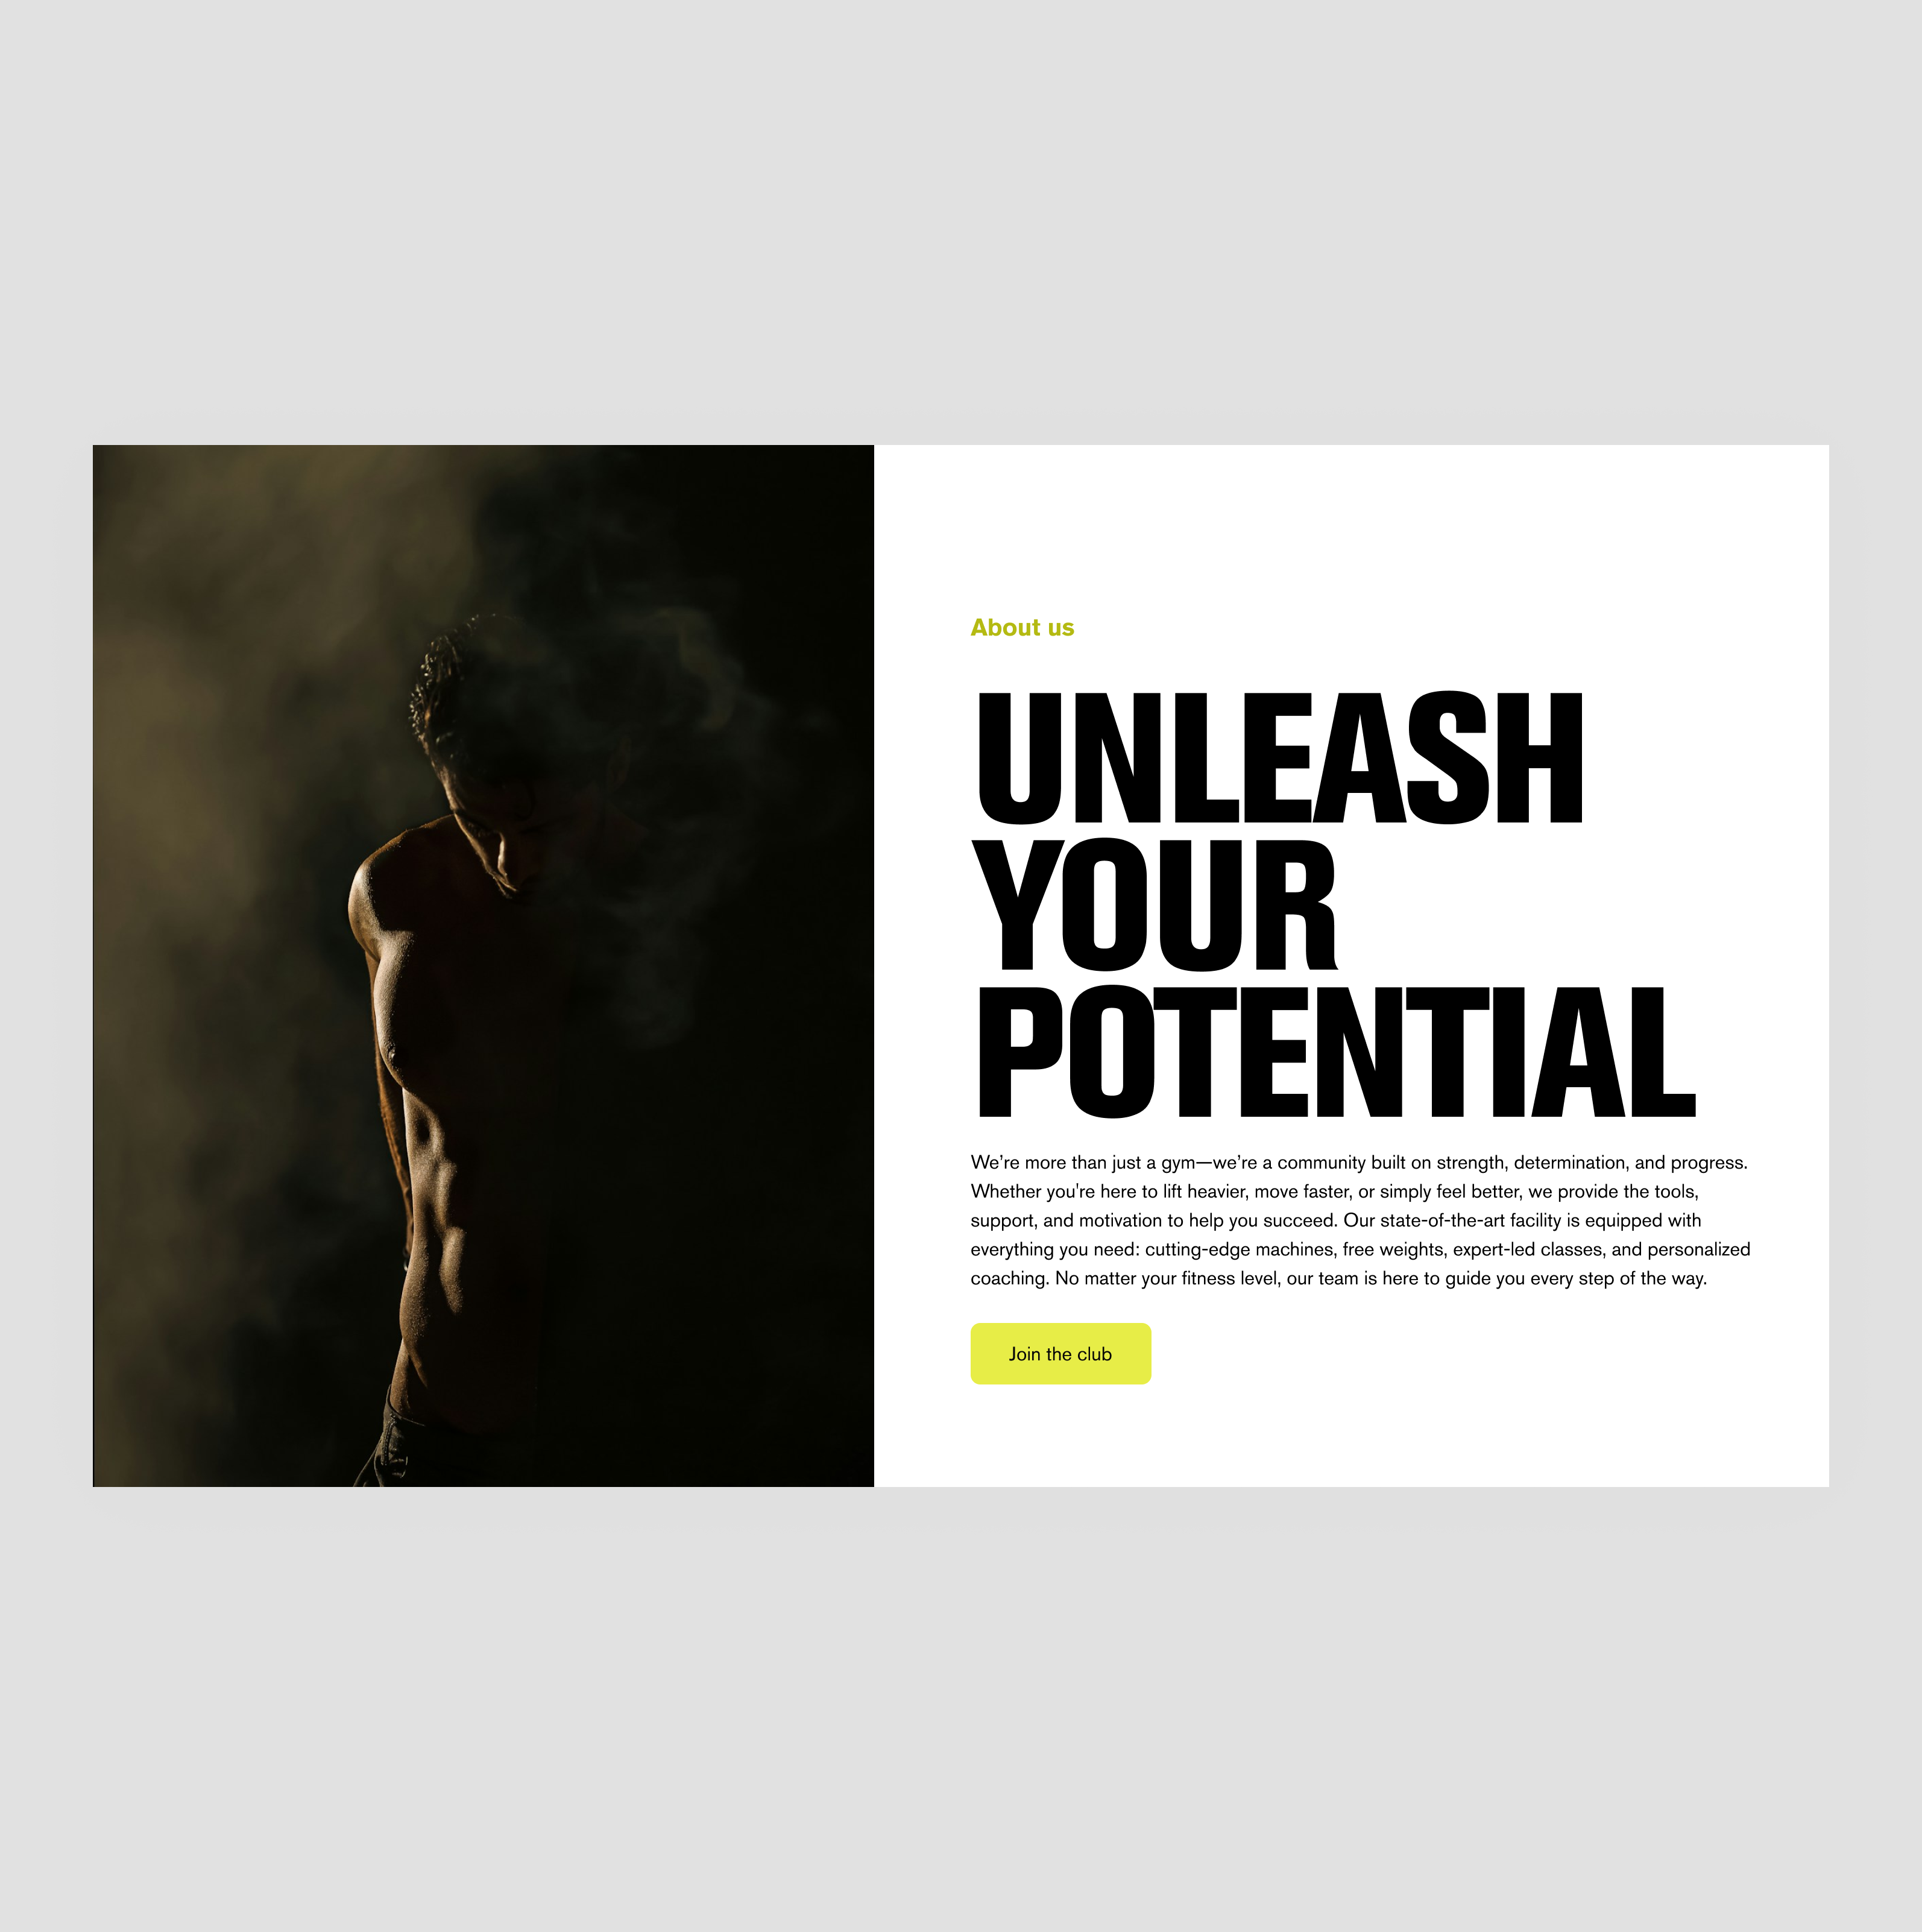 About us
UNLEASH
YOUR
POTENTIAL
We’re more than just a gym—we’re a community built on strength, determination, and progress.
Whether you're here to lift heavier, move faster, or simply feel better, we provide the tools,
support, and motivation to help you succeed. Our state-of-the-art facility is equipped with
everything you need: cutting-edge machines, free weights, expert-led classes, and personalized
coaching. No matter your fitness level, our team is here to guide you every step of the way.
Join the club